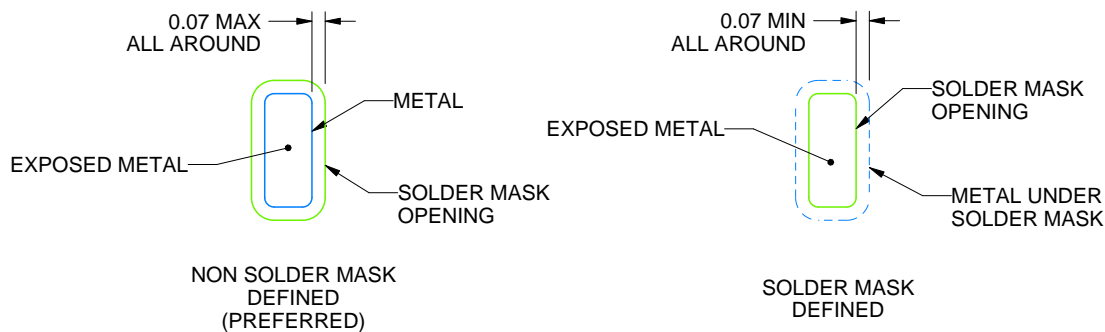 0.07 MAX
ALL AROUND
METAL
EXPOSED METAL
SOLDER MASK
OPENING
NON SOLDER MASK
DEFINED
(PREFERRED)
0.07 MIN
ALL AROUND
SOLDER MASK
OPENING
EXPOSED METAL
METAL UNDER
SOLDER MASK
SOLDER MASK
DEFINED